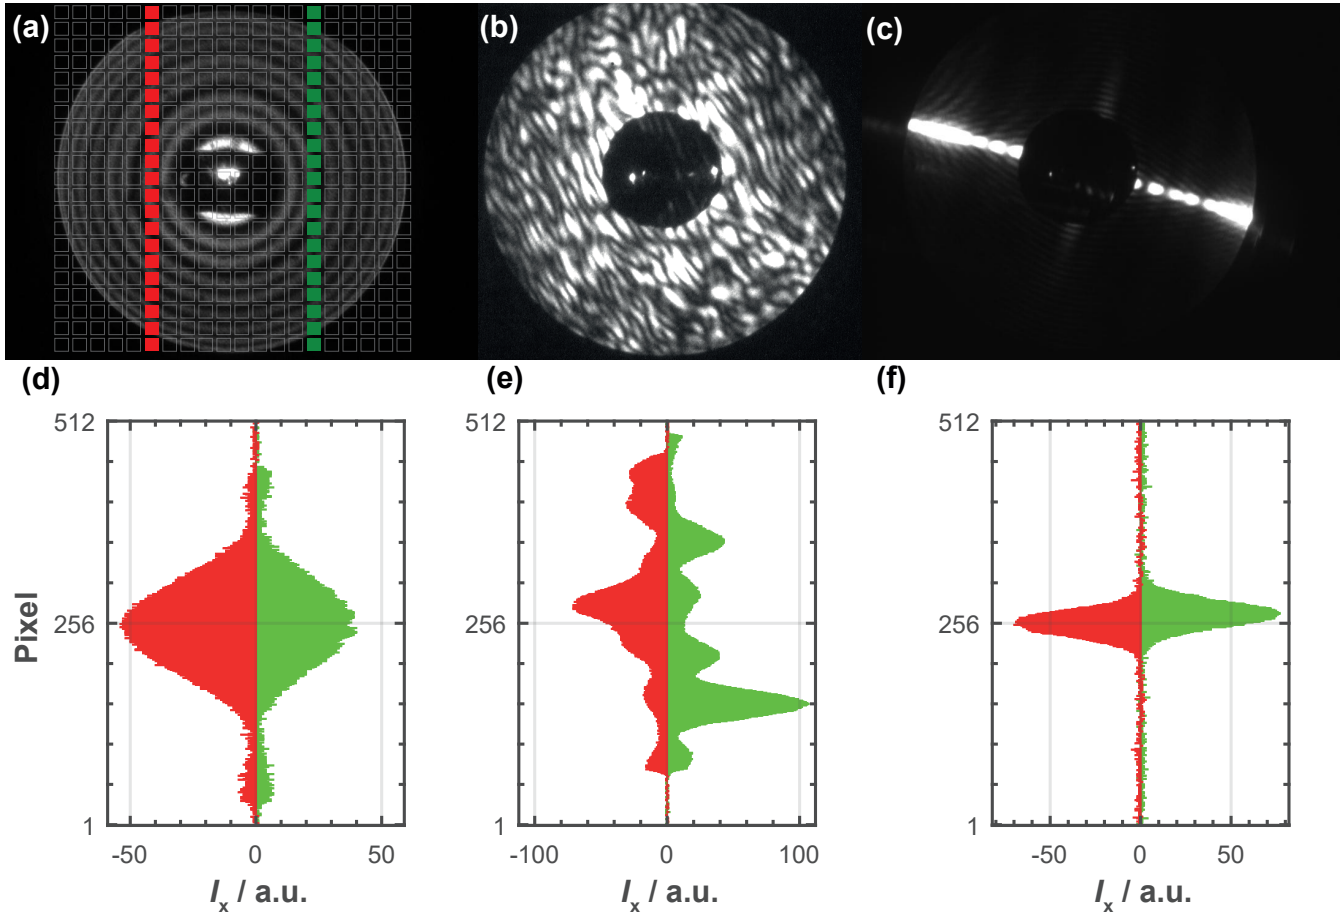 (a) (b) (c)
(d) (e) (f)
512 512 512
Pixel
256 256 256
1 1 1
-50 0 50 -100 0 100 -50 0 50
Ix / a.u. Ix / a.u. Ix / a.u.